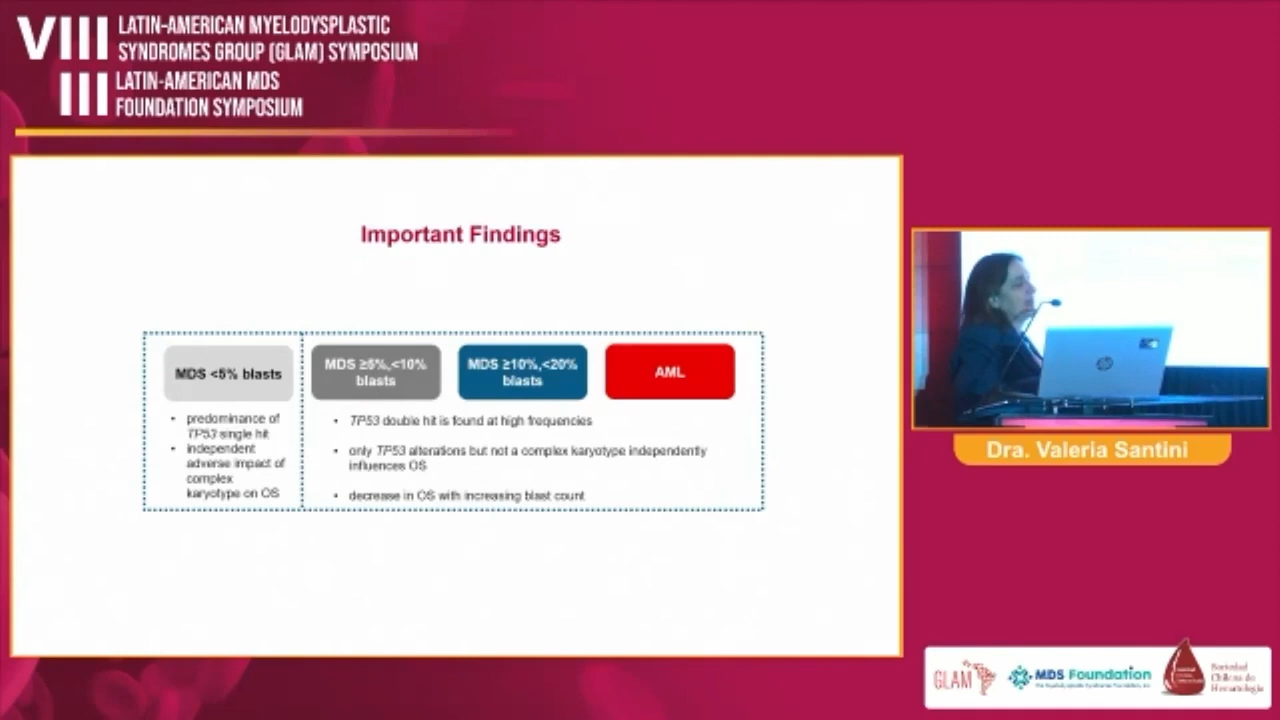 VIII LATIN-AMERICAN MYELODYSPLASTIC
SYNDROMES GROUP (GLAM) SYMPOSIUM
III LATIN-AMERICAN MDS
FOUNDATION SYMPOSIUM
Important Findings
MDS <5% blasts
• predominance of
TP53 single hit
• independent
adverse impact of
complex
karyotype on OS
MDS ≥5%,<10%
blasts
MDS ≥10%,<20%
blasts
AML
• TP53 double hit is found at high frequencies
• only TP53 alterations but not a complex karyotype independently
influences OS
• decrease in OS with increasing blast count
hp
Dra. Valeria Santini
GLAM
MDS Foundation
Sociedad
Chilena de
Hematología